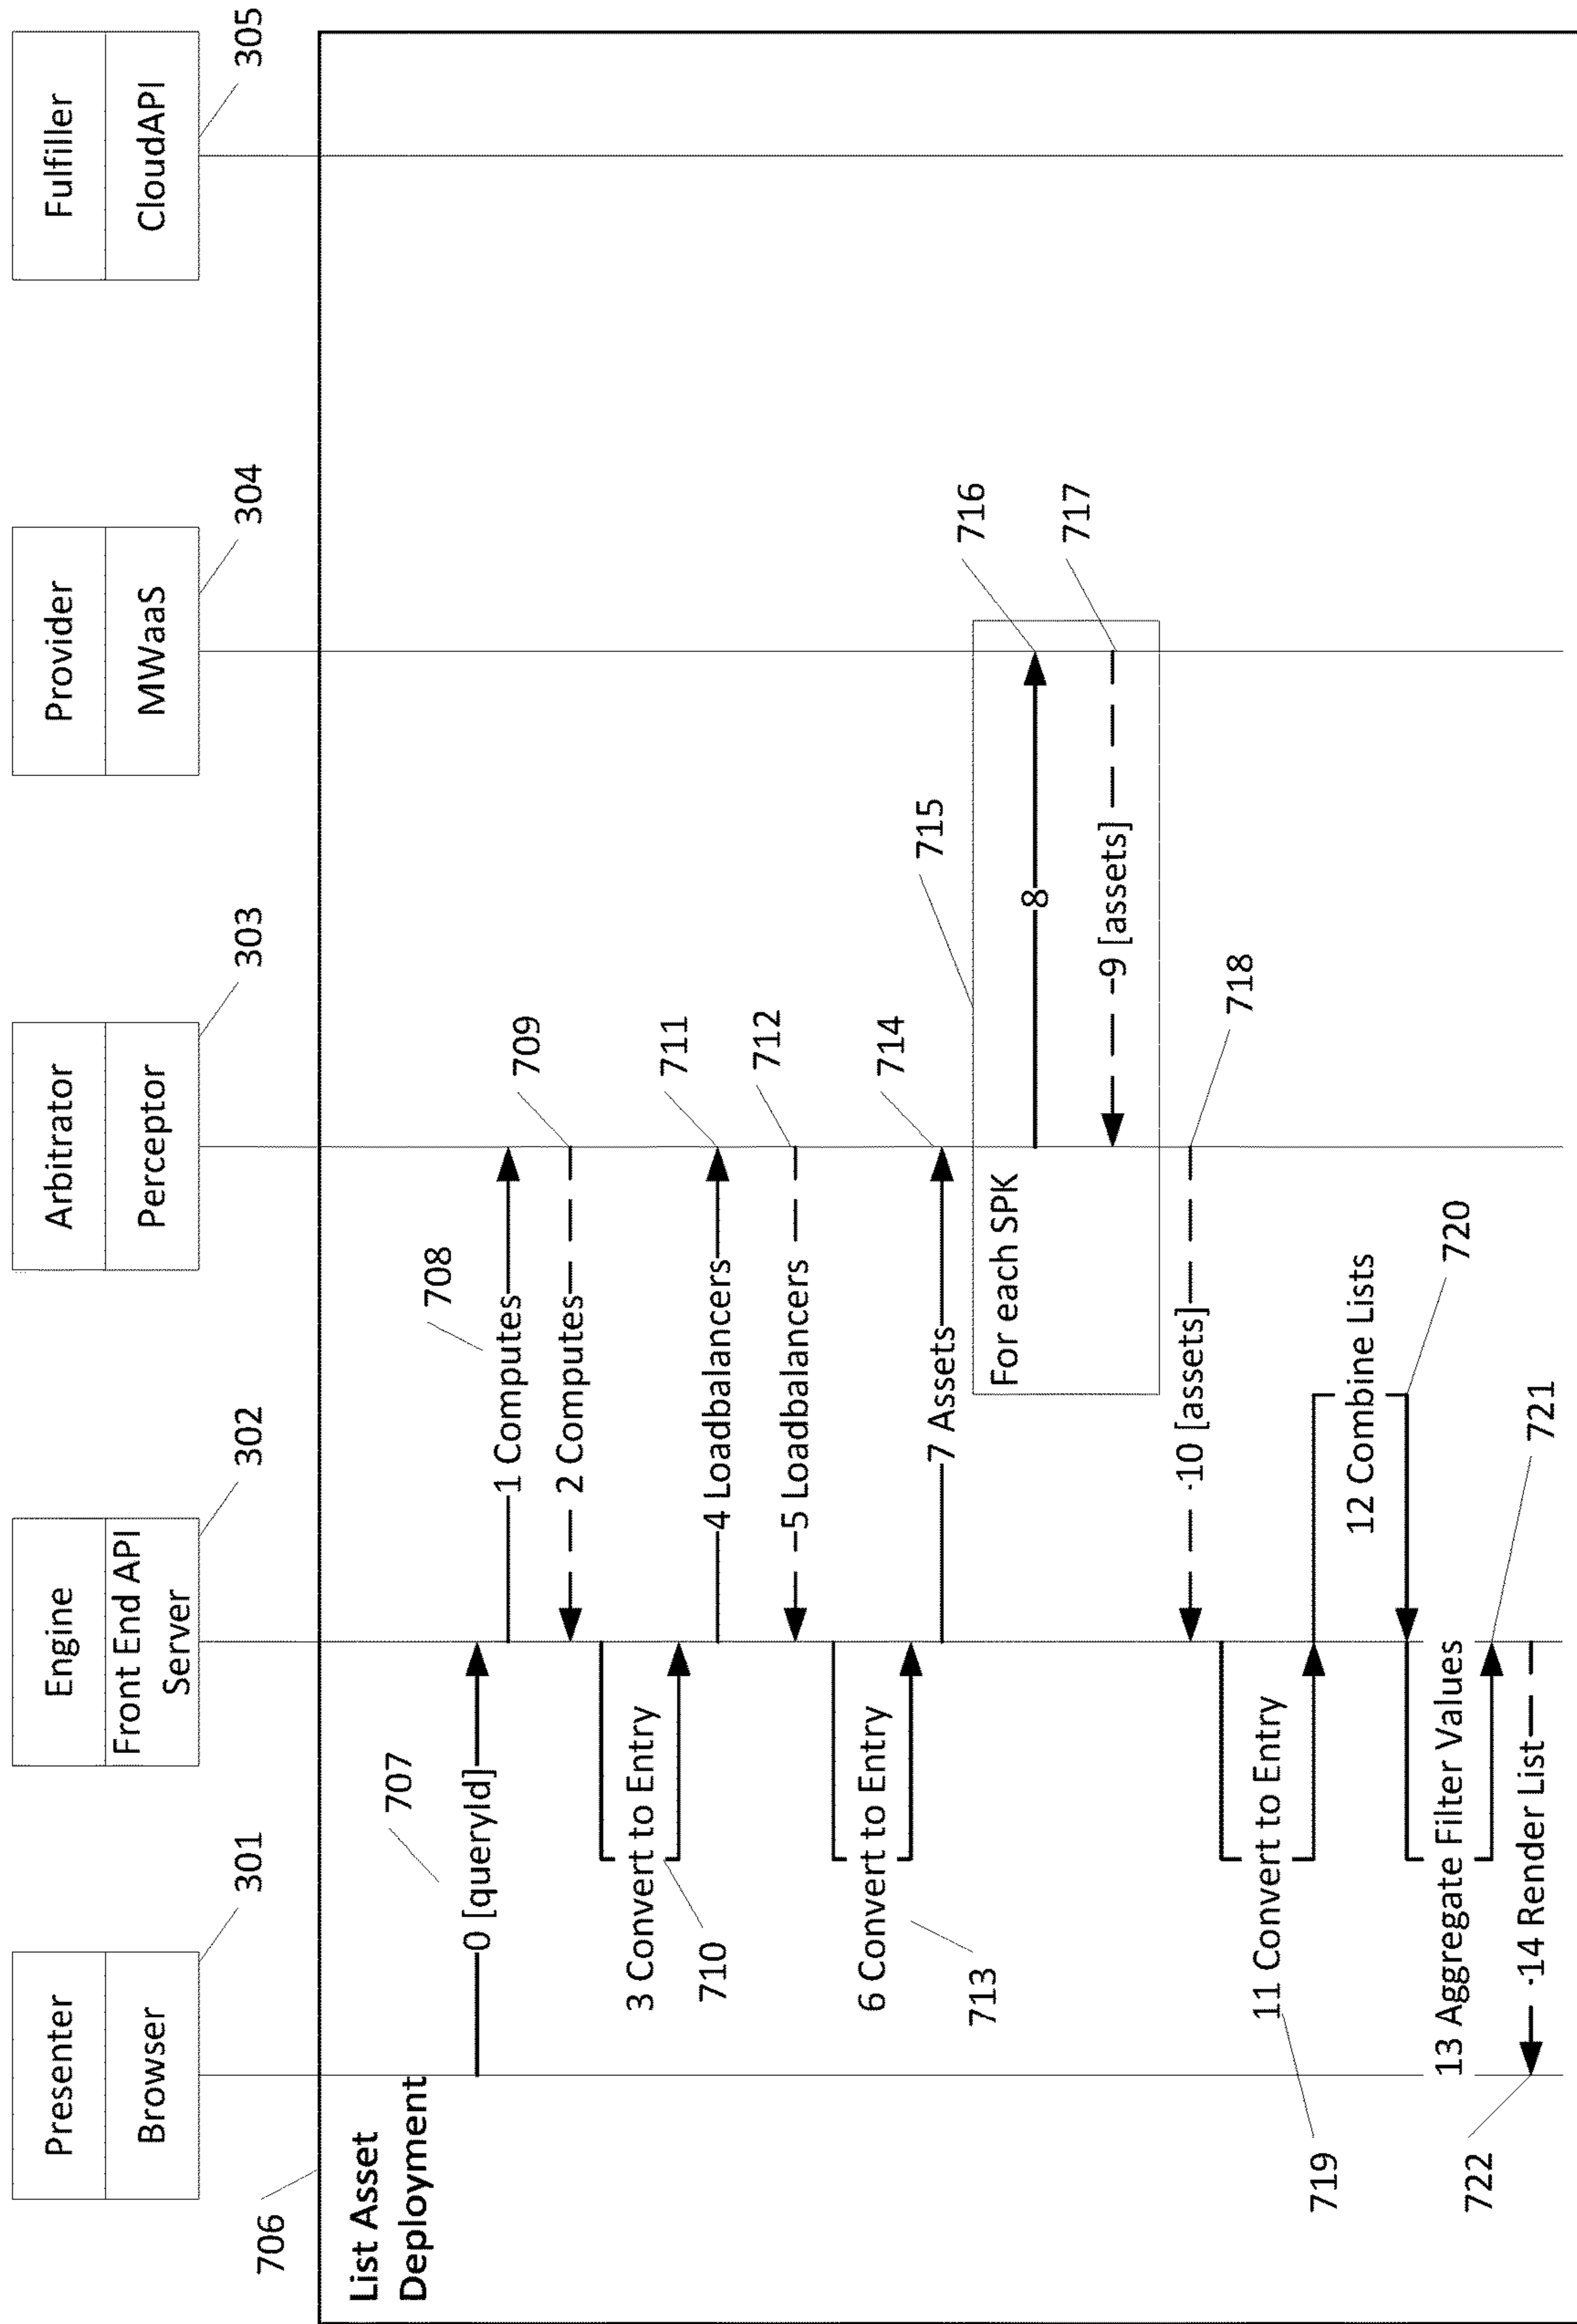 Presenter
Browser
301
Engine
Front End API
Server
302
Arbitrator
Perceptor
303
Provider
MWaaS
304
Fulfiller
CloudAPI
305
706
List Asset
Deployment
707
0 [queryId]
708
1 Computes
709
2 Computes
3 Convert to Entry
710
711
4 Loadbalancers
712
5 Loadbalancers
6 Convert to Entry
713
714
7 Assets
715
For each SPK
716
8
717
9 [assets]
718
10 [assets]
11 Convert to Entry
719
12 Combine Lists
720
13 Aggregate Filter Values
721
14 Render List
722